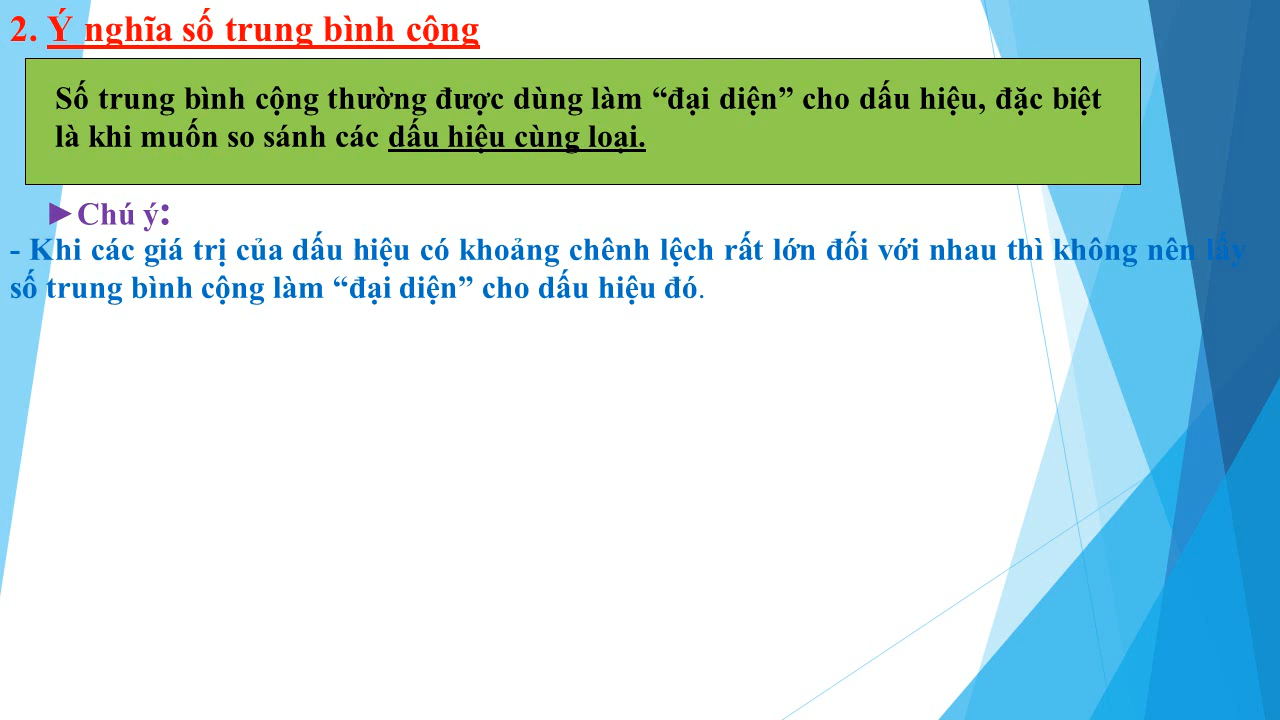 2. Ý nghĩa số trung bình cộng
Số trung bình cộng thường được dùng làm “đại diện” cho dấu hiệu, đặc biệt
là khi muốn so sánh các dấu hiệu cùng loại.
►Chú ý:
- Khi các giá trị của dấu hiệu có khoảng chênh lệch rất lớn đối với nhau thì không nên lấy
số trung bình cộng làm “đại diện” cho dấu hiệu đó.